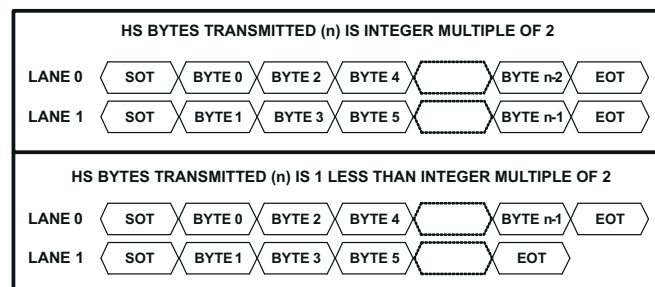 HS BYTES TRANSMITTED (n) IS INTEGER MULTIPLE OF 2
LANE 0 SOT BYTE 0 BYTE 2 BYTE 4 BYTE n-2 EOT
LANE 1 SOT BYTE 1 BYTE 3 BYTE 5 BYTE n-1 EOT
HS BYTES TRANSMITTED (n) IS 1 LESS THAN INTEGER MULTIPLE OF 2
LANE 0 SOT BYTE 0 BYTE 2 BYTE 4 BYTE n-1 EOT
LANE 1 SOT BYTE 1 BYTE 3 BYTE 5 EOT